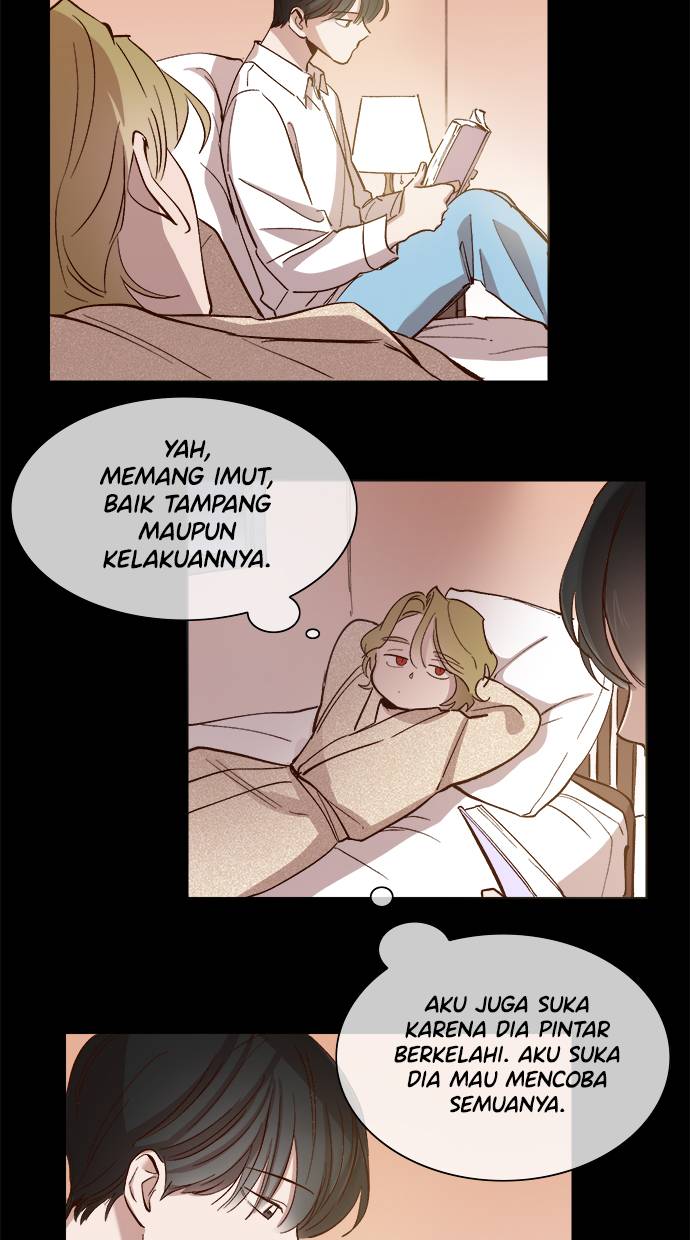 YAH,
MEMANG IMUT,
BAIK TAMPANG
MAUPUN
KELAKUANNYA.
AKU JUGA SUKA
KARENA DIA PINTAR
BERKELAHI. AKU SUKA
DIA MAU MENCOBA
SEMUANYA.